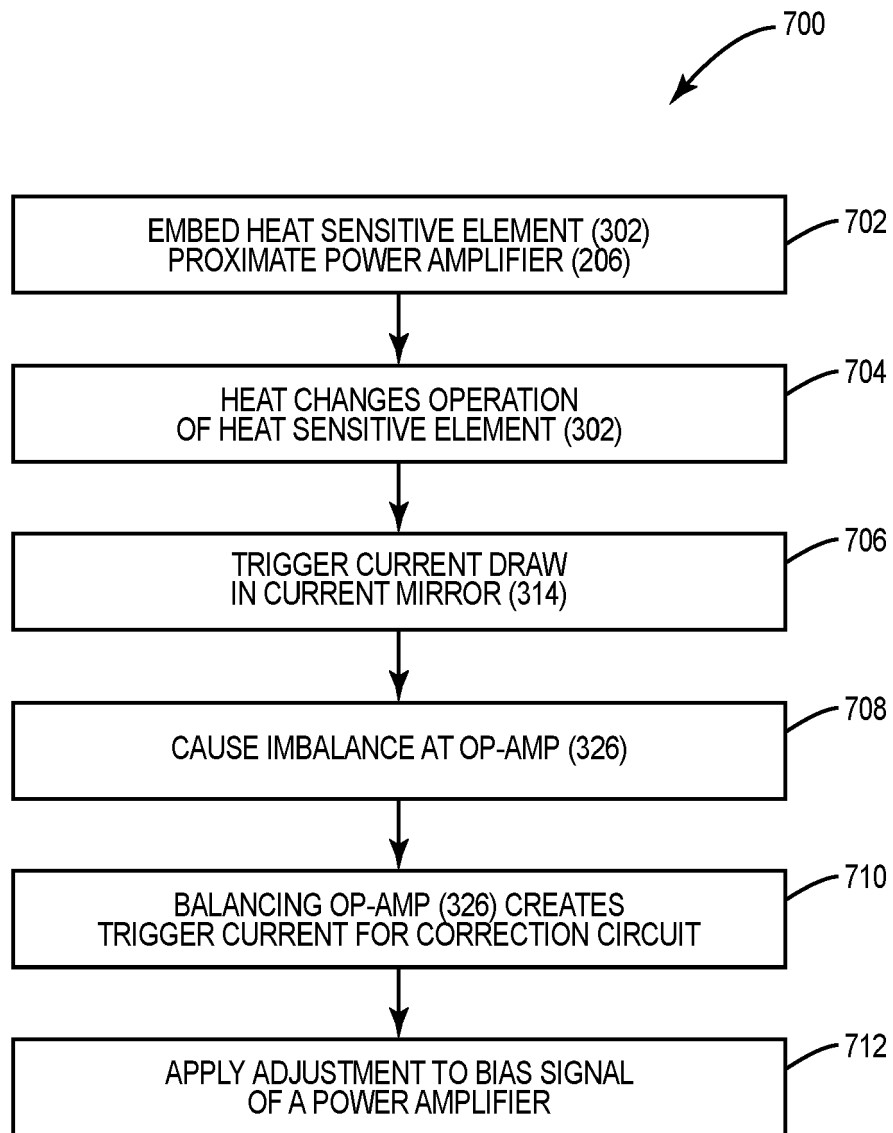 700
EMBED HEAT SENSITIVE ELEMENT (302)
PROXIMATE POWER AMPLIFIER (206)
702
HEAT CHANGES OPERATION
OF HEAT SENSITIVE ELEMENT (302)
704
TRIGGER CURRENT DRAW
IN CURRENT MIRROR (314)
706
CAUSE IMBALANCE AT OP-AMP (326)
708
BALANCING OP-AMP (326) CREATES
TRIGGER CURRENT FOR CORRECTION CIRCUIT
710
APPLY ADJUSTMENT TO BIAS SIGNAL
OF A POWER AMPLIFIER
712